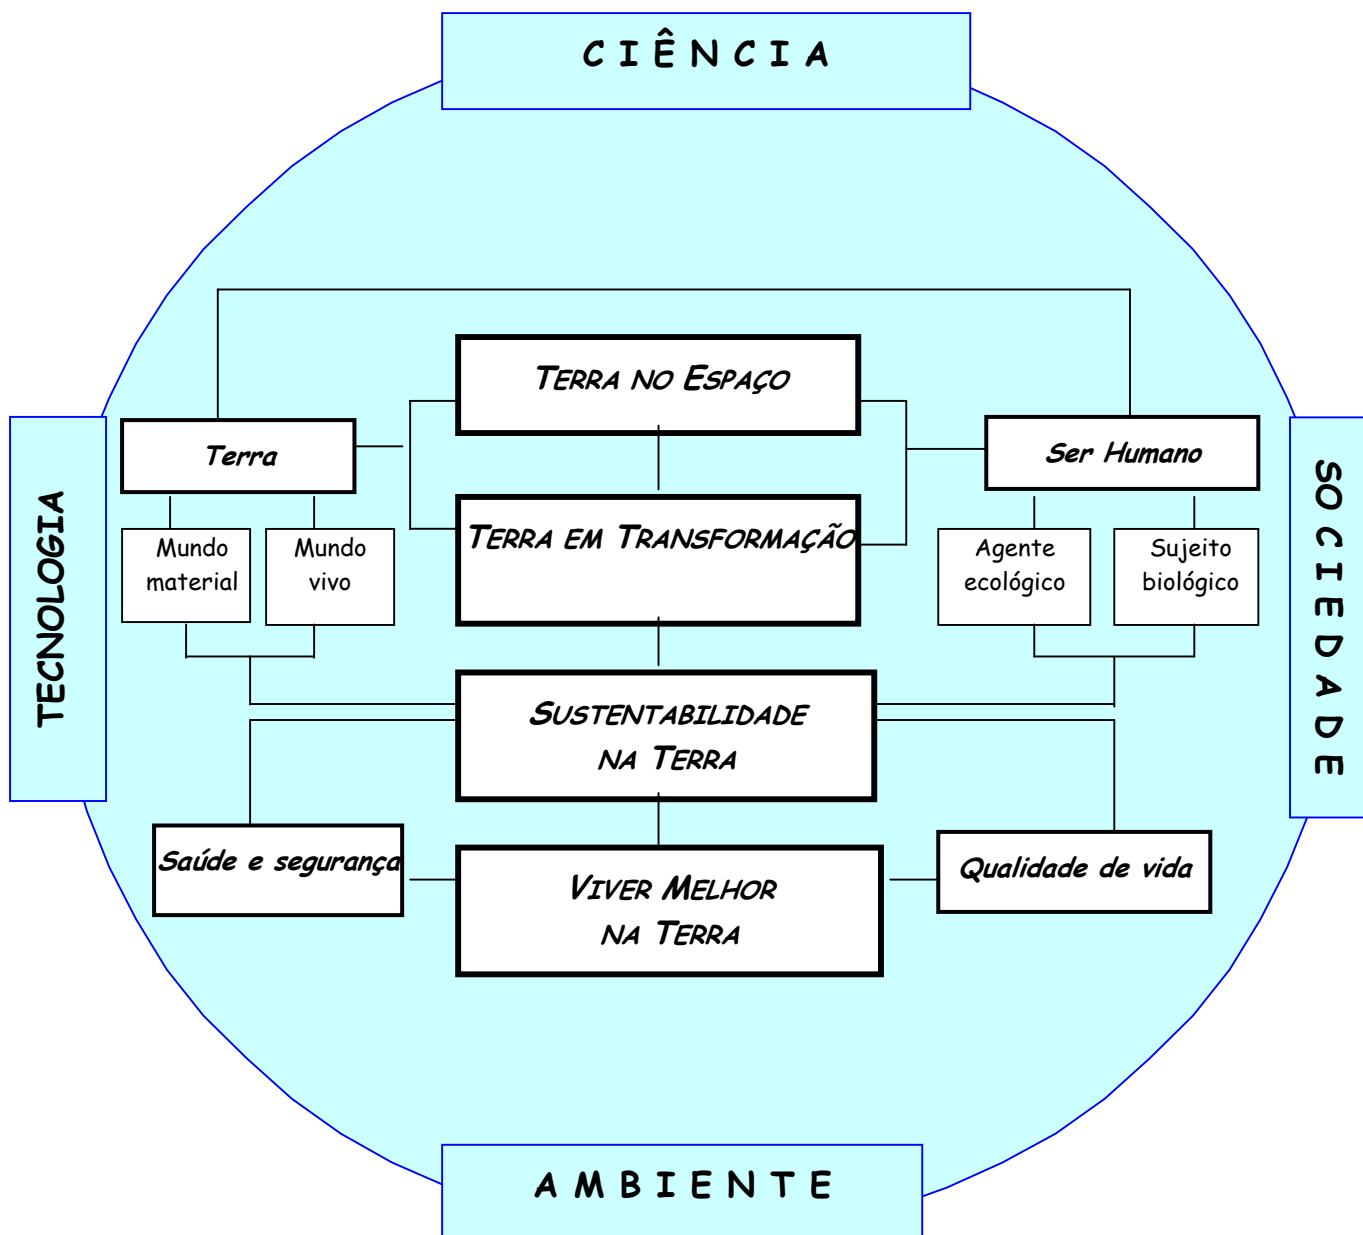 CIÊNCIA
TERRA NO ESPAÇO
Terra
Ser Humano
TECNOLOGIA
SOCIEDADE
TERRA EM TRANSFORMAÇÃO
Mundo
material
Mundo
vivo
Agente
ecológico
Sujeito
biológico
SUSTENTABILIDADE
NA TERRA
Saúde e segurança
VIVER MELHOR
NA TERRA
Qualidade de vida
AMBIENTE